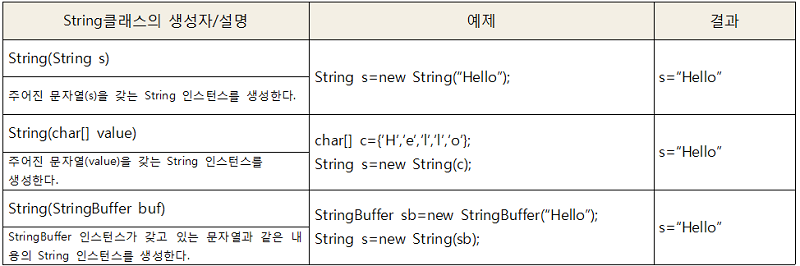 String클래스의 생성자/설명 예제 결과
String(String s)
주어진 문자열(s)을 갖는 String 인스턴스를 생성한다.
String s=new String(“Hello”);
s=“Hello”
String(char[] value)
주어진 문자열(value)을 갖는 String 인스턴스를
생성한다.
char[] c={‘H’,‘e’,‘l’,‘l’,‘o’};
String s=new String(c);
s=“Hello”
String(StringBuffer buf)
StringBuffer 인스턴스가 갖고 있는 문자열과 같은 내
용의 String 인스턴스를 생성한다.
StringBuffer sb=new StringBuffer(“Hello”);
String s=new String(sb);
s=“Hello”